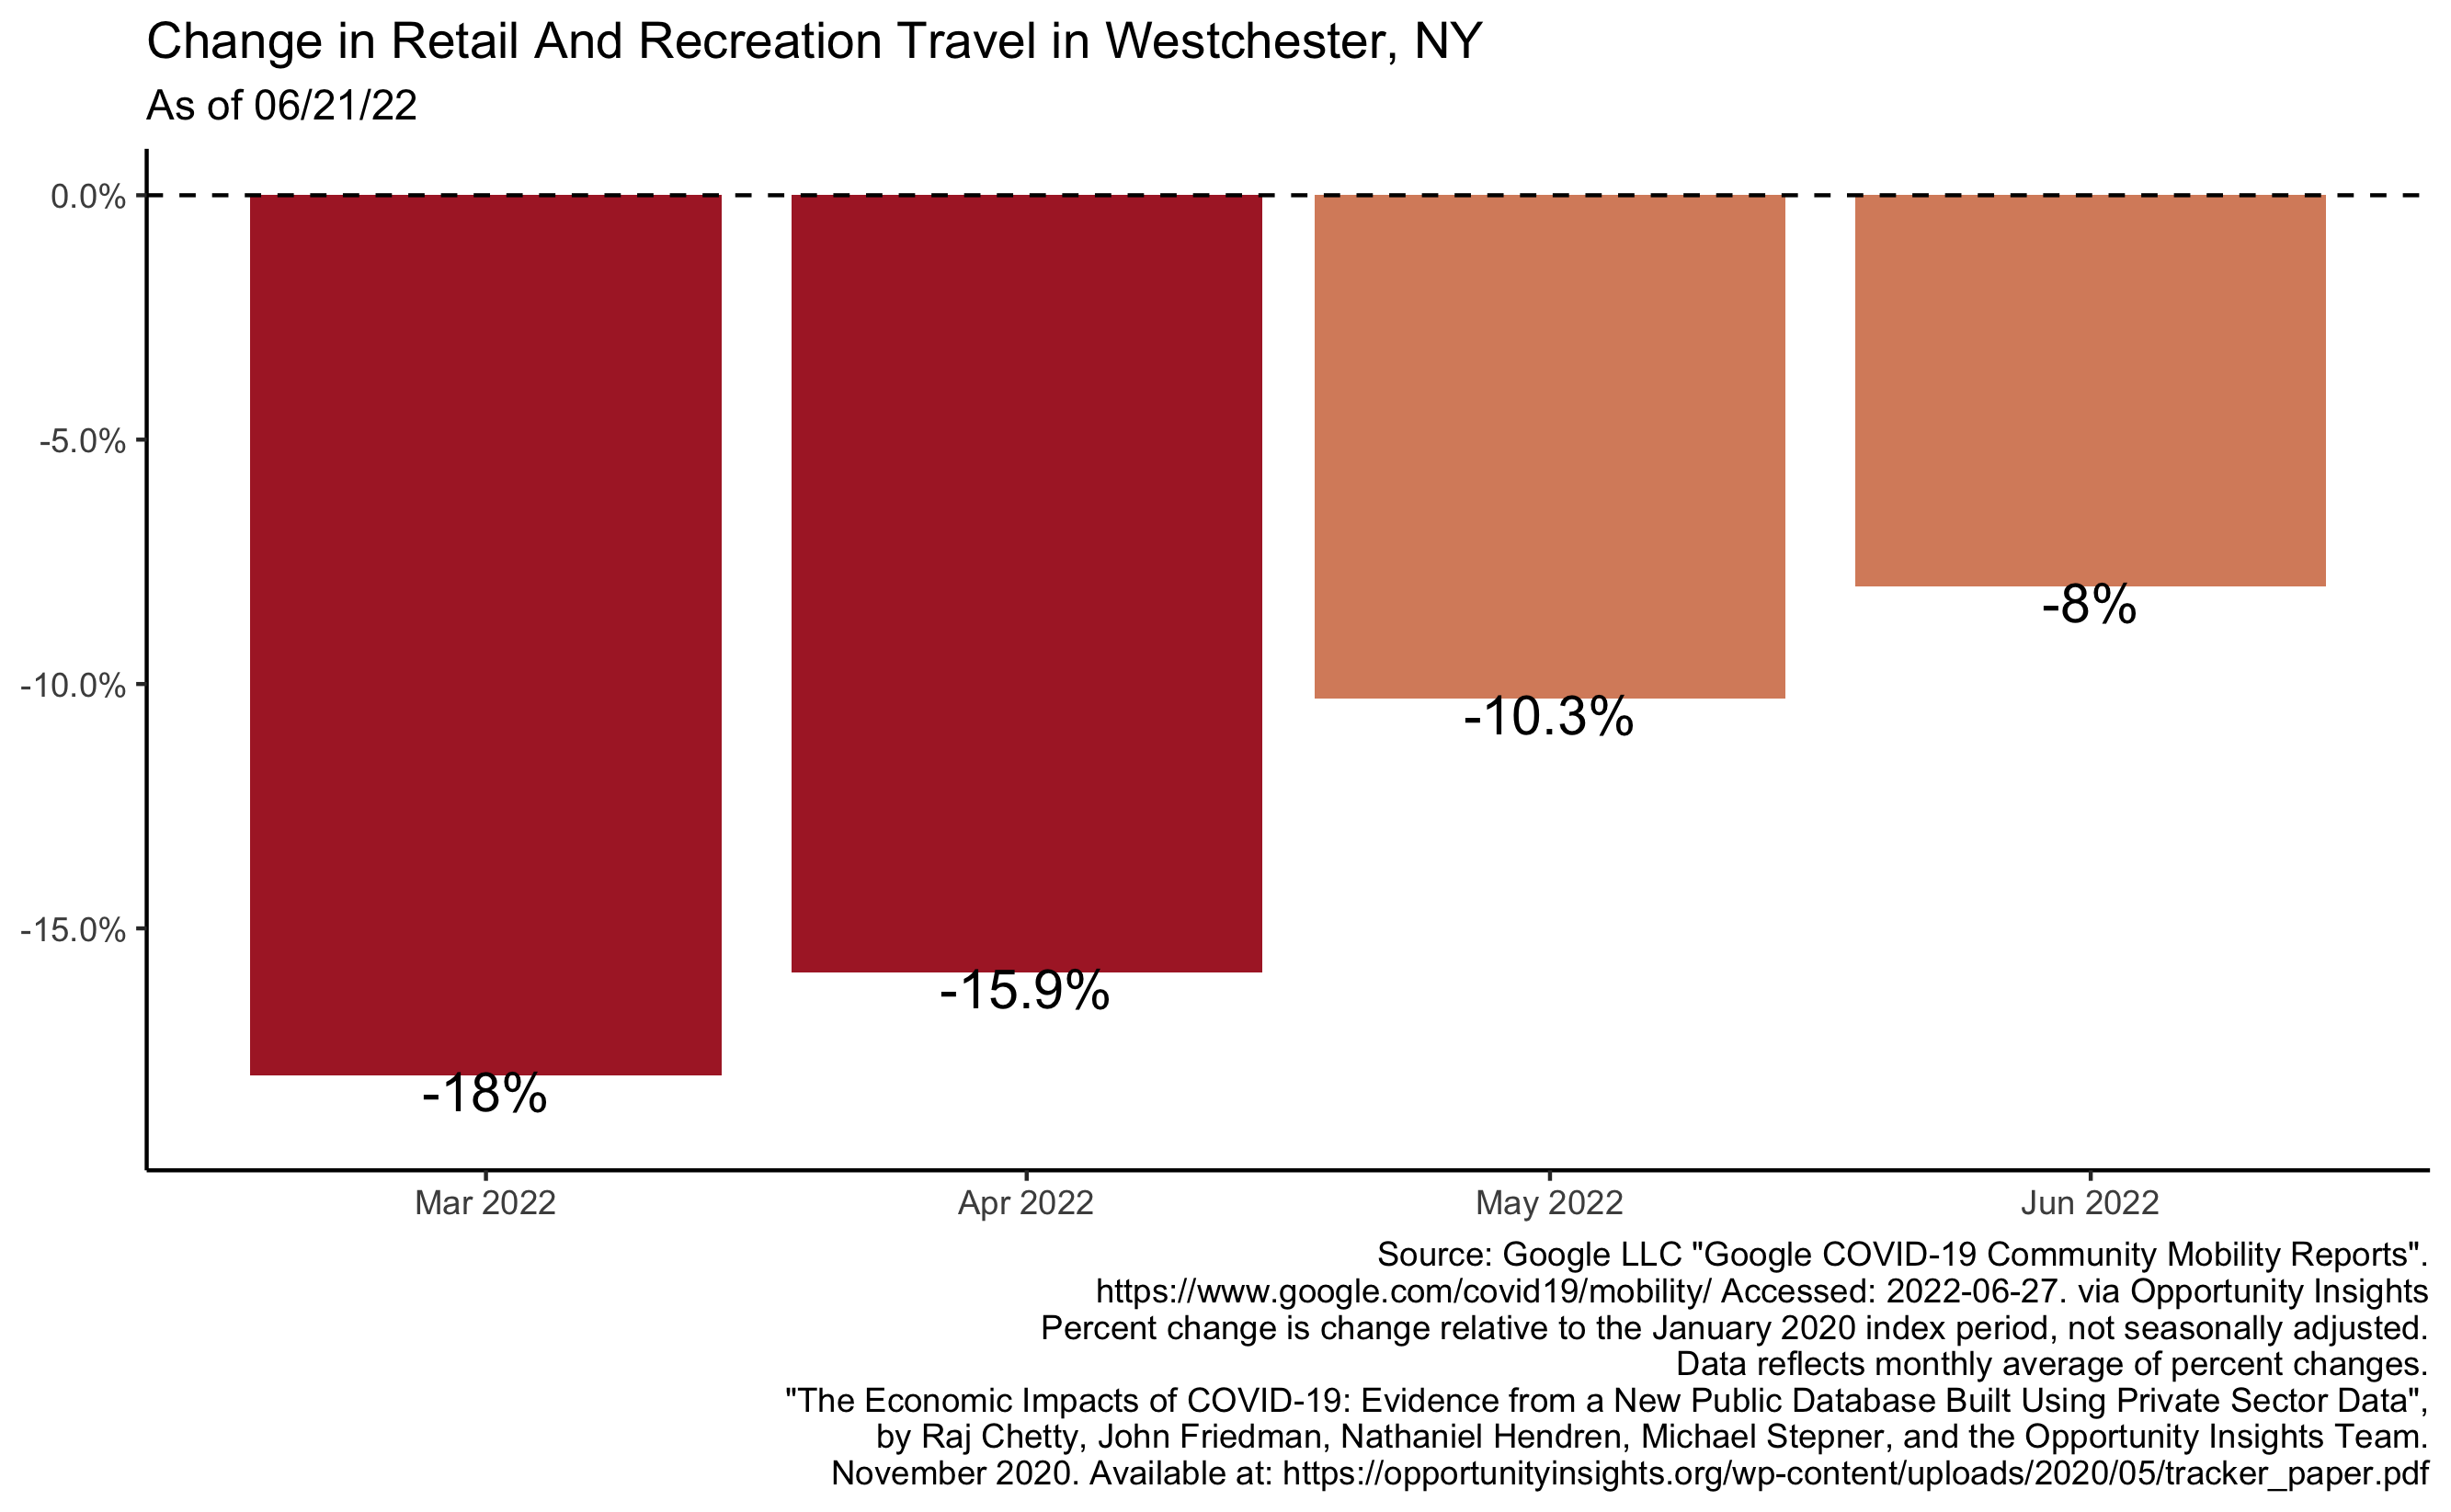 Change in Retail And Recreation Travel in Westchester, NY
As of 06/21/22
0.0%
-5.0%
-10.0%
-15.0%
-18%
-15.9%
-10.3%
-8%
Mar 2022
Apr 2022
May 2022
Jun 2022
Source: Google LLC "Google COVID-19 Community Mobility Reports".
https://www.google.com/covid19/mobility/ Accessed: 2022-06-27. via Opportunity Insights
Percent change is change relative to the January 2020 index period, not seasonally adjusted.
Data reflects monthly average of percent changes.
"The Economic Impacts of COVID-19: Evidence from a New Public Database Built Using Private Sector Data",
by Raj Chetty, John Friedman, Nathaniel Hendren, Michael Stepner, and the Opportunity Insights Team.
November 2020. Available at: https://opportunityinsights.org/wp-content/uploads/2020/05/tracker_paper.pdf